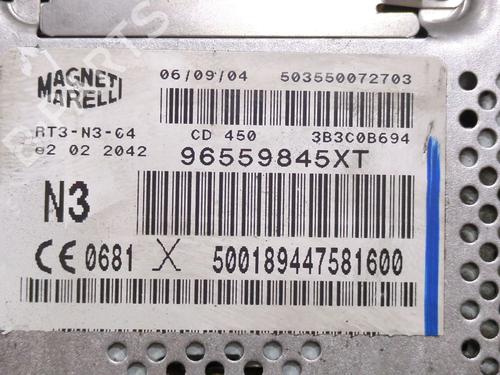 MAGNETI
MARELLI
06/09/04 503550072703
RT3-N3-04 CD 450 3B3C0B694
02 02 2042 96559845XT
N3
CE 0681 X 500189447581600